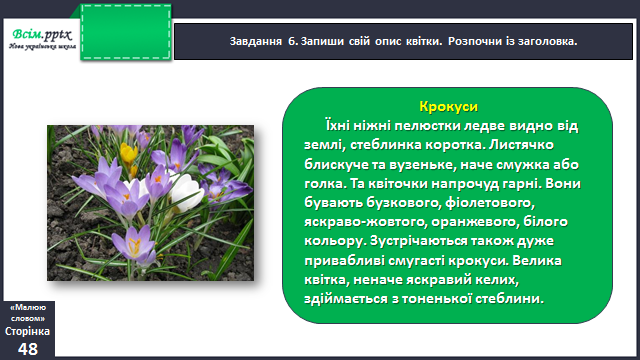 Всім.pptx
Нова українська школа
Завдання 6. Запиши свій опис квітки. Розпочни із заголовка.
Крокуси
Їхні ніжні пелюстки ледве видно від
землі, стеблинка коротка. Листячко
блискуче та вузеньке, наче смужка або
голка. Та квіточки напрочуд гарні. Вони
бувають бузкового, фіолетового,
яскраво-жовтого, оранжевого, білого
кольору. Зустрічаються також дуже
привабливі смугасті крокуси. Велика
квітка, неначе яскравий келих,
здіймається з тоненької стеблини.
«Малюю
словом»
Сторінка
48